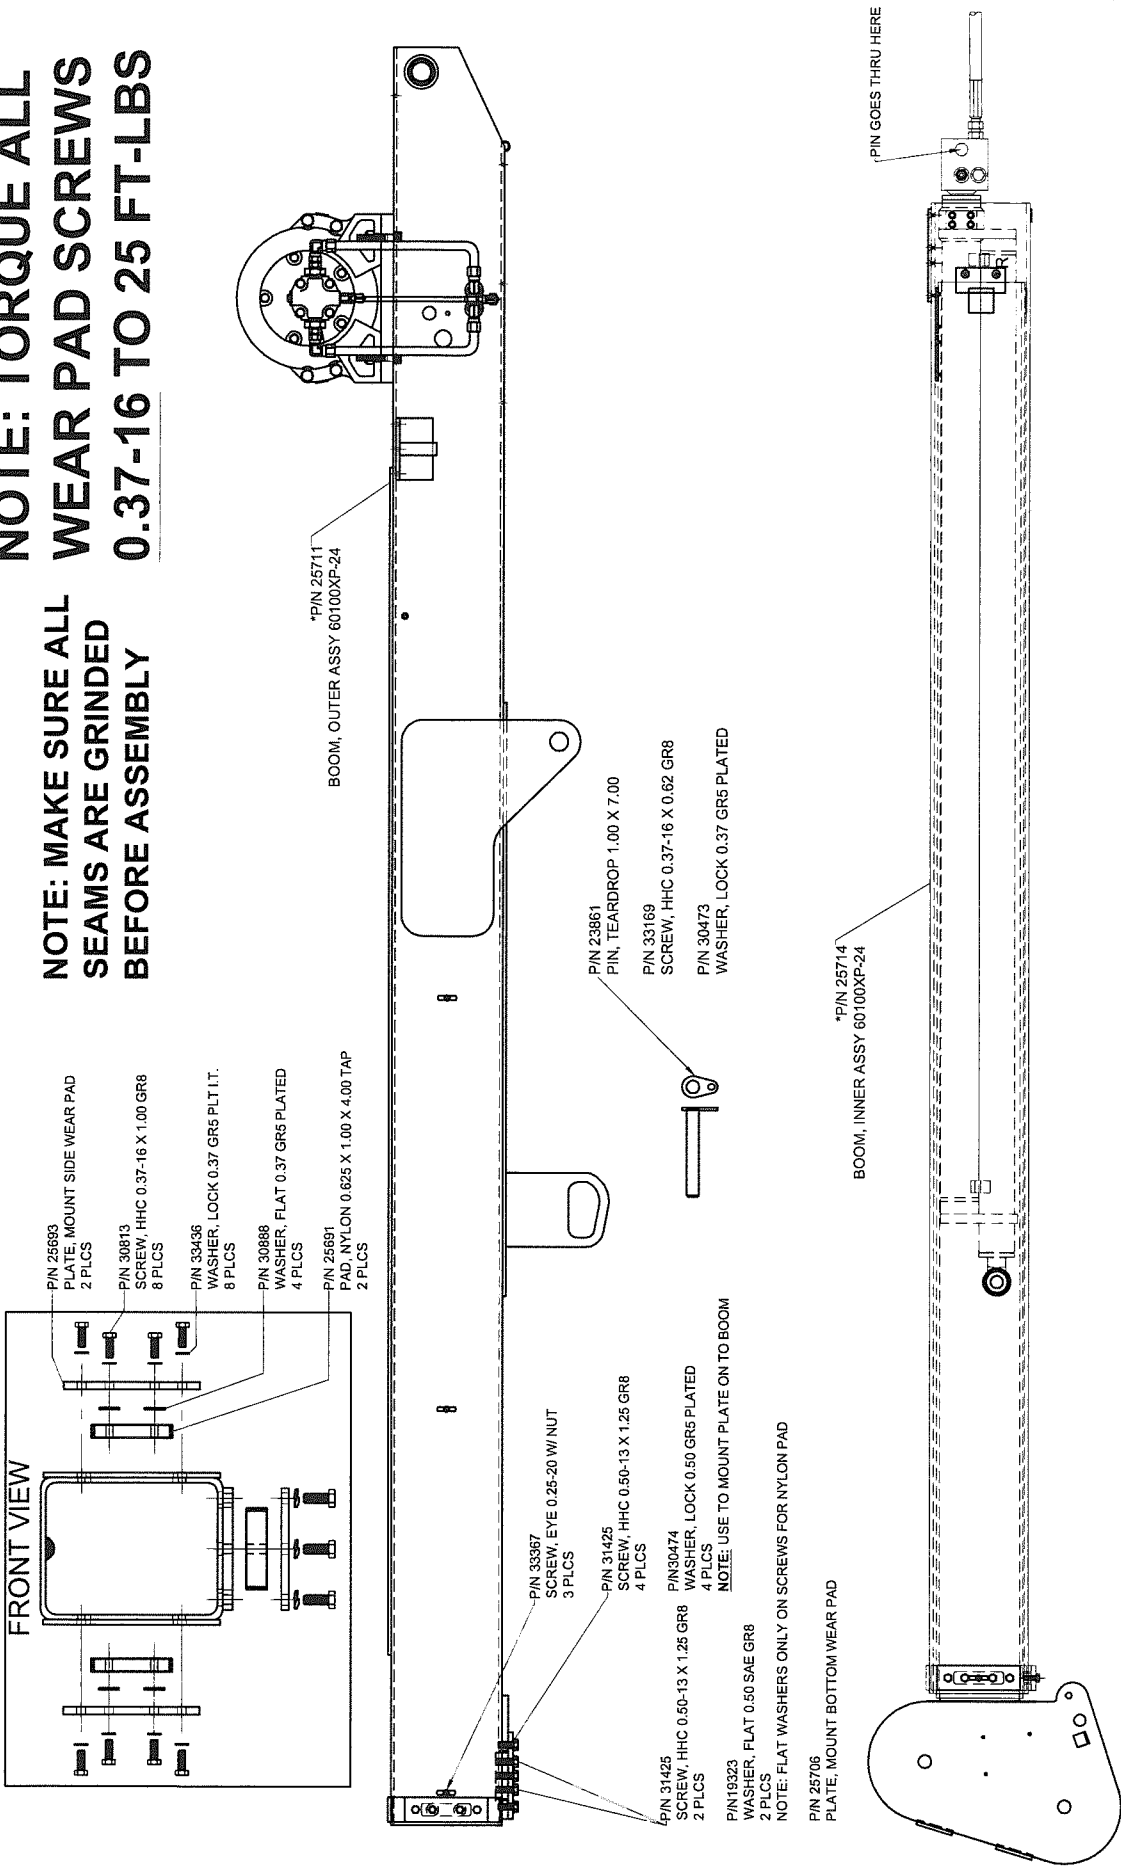 NOTE: TORQUE ALL
WEAR PAD SCREWS
0.37-16 TO 25 FT-LBS
NOTE: MAKE SURE ALL
SEAMS ARE GRINDED
BEFORE ASSEMBLY
FRONT VIEW
P/N 25693
PLATE, MOUNT SIDE WEAR PAD
2 PLCS
P/N 30813
SCREW, HHC 0.37-16 X 1.00 GR8
8 PLCS
P/N 33436
WASHER, LOCK 0.37 GR5 PLT I.T.
8 PLCS
P/N 30888
WASHER, FLAT 0.37 GR5 PLATED
4 PLCS
P/N 25691
PAD, NYLON 0.625 X 1.00 X 4.00 TAP
2 PLCS
*P/N 25711
BOOM, OUTER ASSY 60100XP-24
P/N 23861
PIN, TEARDROP 1.00 X 7.00
P/N 33169
SCREW, HHC 0.37-16 X 0.62 GR8
P/N 30473
WASHER, LOCK 0.37 GR5 PLATED
P/N 33367
SCREW, EYE 0.25-20 W/ NUT
3 PLCS
P/N 31425
SCREW, HHC 0.50-13 X 1.25 GR8
4 PLCS
P/N30474
WASHER, LOCK 0.50 GR5 PLATED
4 PLCS
NOTE: USE TO MOUNT PLATE ON TO BOOM
P/N 31425
SCREW, HHC 0.50-13 X 1.25 GR8
2 PLCS
P/N19323
WASHER, FLAT 0.50 SAE GR8
2 PLCS
NOTE: FLAT WASHERS ONLY ON SCREWS FOR NYLON PAD
P/N 25706
PLATE, MOUNT BOTTOM WEAR PAD
*P/N 25714
BOOM, INNER ASSY 60100XP-24
PIN GOES THRU HERE